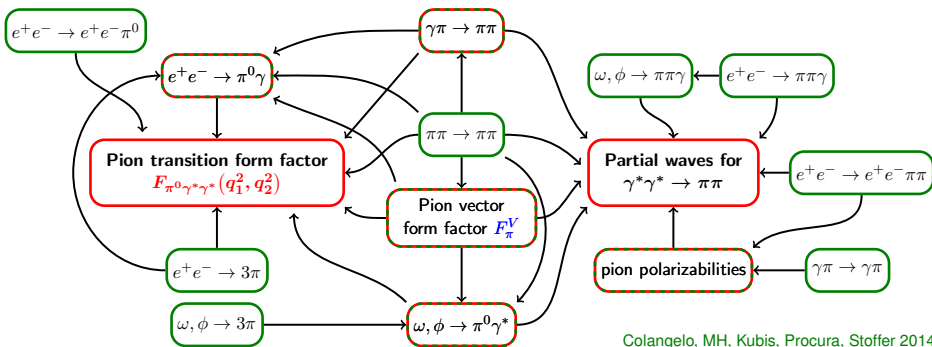 e⁺e⁻ → e⁺e⁻π⁰
γπ → ππ
e⁺e⁻ → π⁰γ
ω, φ → ππγ
e⁺e⁻ → ππγ
ππ → ππ
Pion transition form factor
F_{π⁰γ*γ*}(q₁², q₂²)
Partial waves for
γ*γ* → ππ
e⁺e⁻ → e⁺e⁻ππ
Pion vector
form factor F_π^V
e⁺e⁻ → 3π
pion polarizabilities
γπ → γπ
ω, φ → 3π
ω, φ → π⁰γ*
Colangelo, MH, Kubis, Procura, Stoffer 2014